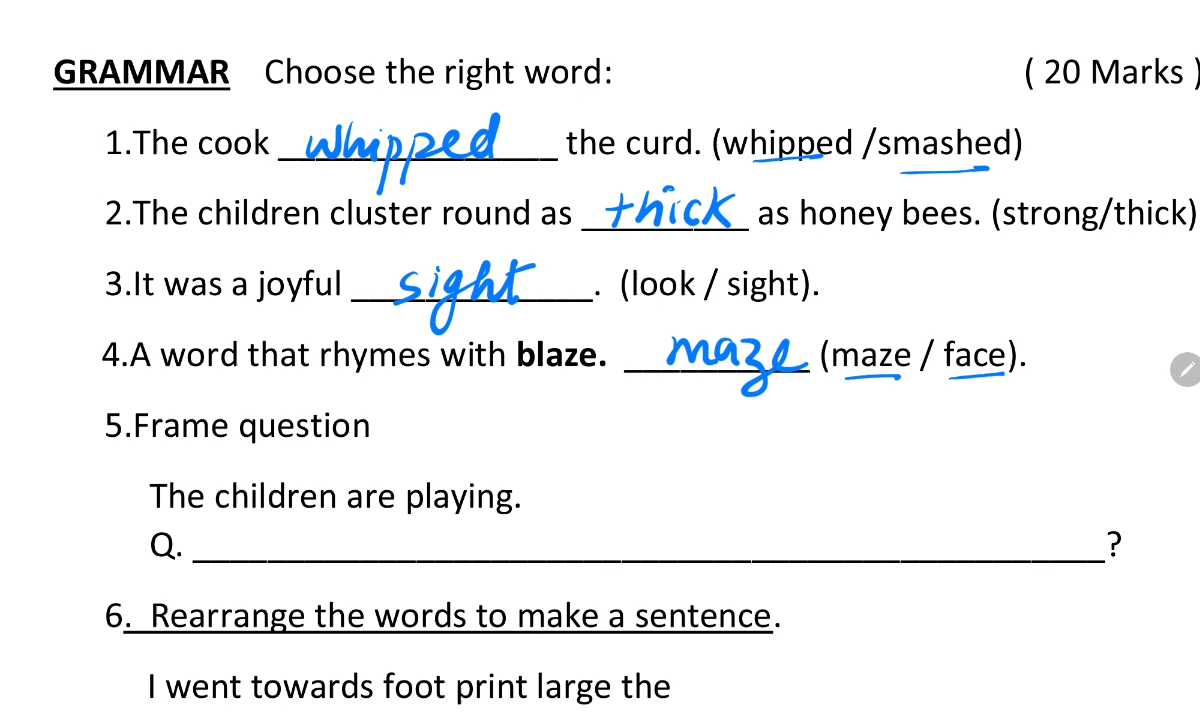 GRAMMAR Choose the right word: ( 20 Marks )
1.The cook whipped the curd. (whipped /smashed)
2.The children cluster round as thick as honey bees. (strong/thick)
3.It was a joyful sight. (look / sight).
4.A word that rhymes with blaze. maze (maze / face).
5.Frame question
The children are playing.
Q. ?
6. Rearrange the words to make a sentence.
I went towards foot print large the